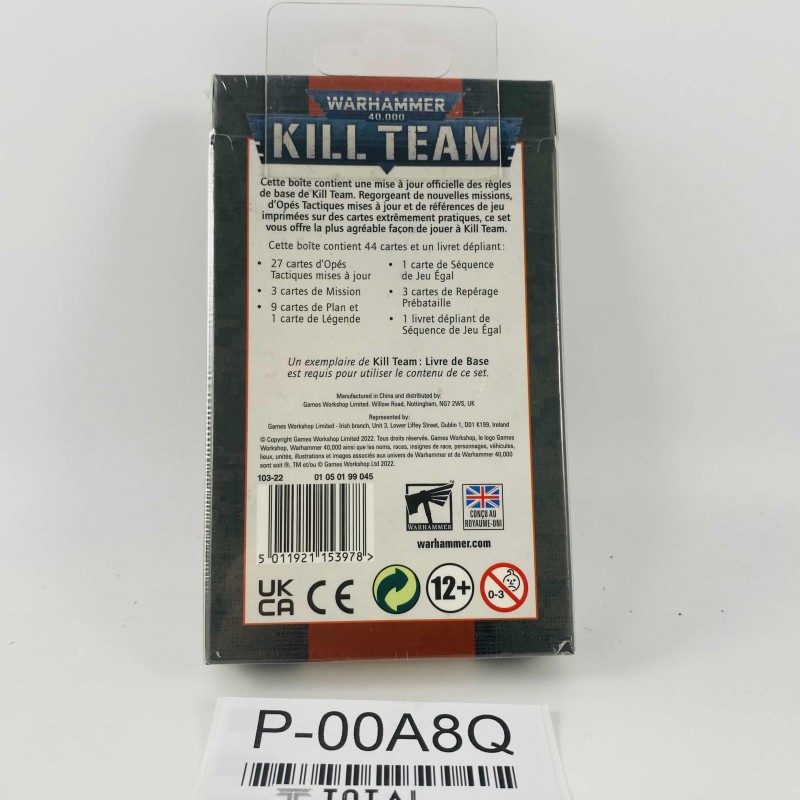 WARHAMMER
40,000
KILL TEAM
Cette boîte contient une mise à jour officielle des règles
de base de Kill Team. Regorgeant de nouvelles missions,
d'Opés Tactiques mises à jour et de références de jeu
imprimées sur des cartes extrêmement pratiques, ce set
vous offre la plus agréable façon de jouer à Kill Team.
Cette boîte contient 44 cartes et un livret dépliant:
• 27 cartes d'Opés
Tactiques mises à jour
• 3 cartes de Mission
• 9 cartes de Plan et
1 carte de Légende
• 1 carte de Séquence
de Jeu Égal
• 3 cartes de Repérage
Prébataille
• 1 livret dépliant de
Séquence de Jeu Égal
Un exemplaire de Kill Team: Livre de Base
est requis pour utiliser le contenu de ce set.
Manufactured in China and distributed by:
Games Workshop Limited. Willow Road, Nottingham, NG7 2WS, UK
Represented by:
Games Workshop Limited - Irish branch, Unit 3, Lower Liffey Street, Dublin 1, D01 K199, Ireland
© Copyright Games Workshop Limited 2022. Tous droits réservés. Games Workshop, le logo Games
Workshop, Warhammer 40,000 ainsi que les noms, races, insignes de race, personnages, véhicules,
lieux, unités, illustrations et images associés aux univers de Warhammer et de Warhammer 40,000
sont soit ®, TM et/ou © Games Workshop Ltd 2022.
103-22 01 05 01 99 045
5 011921 153978 >
WARHAMMER
CONÇU AU
ROYAUME-UNI
warhammer.com
UK
CA
CE
12+
0-3
P-00A8Q
TOTAL